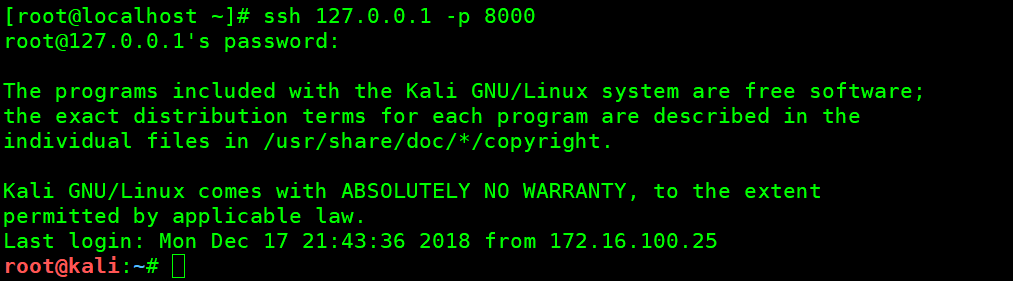 [root@localhost ~]# ssh 127.0.0.1 -p 8000
root@127.0.0.1's password:
The programs included with the Kali GNU/Linux system are free software;
the exact distribution terms for each program are described in the
individual files in /usr/share/doc/*/copyright.
Kali GNU/Linux comes with ABSOLUTELY NO WARRANTY, to the extent
permitted by applicable law.
Last login: Mon Dec 17 21:43:36 2018 from 172.16.100.25
root@kali:~#